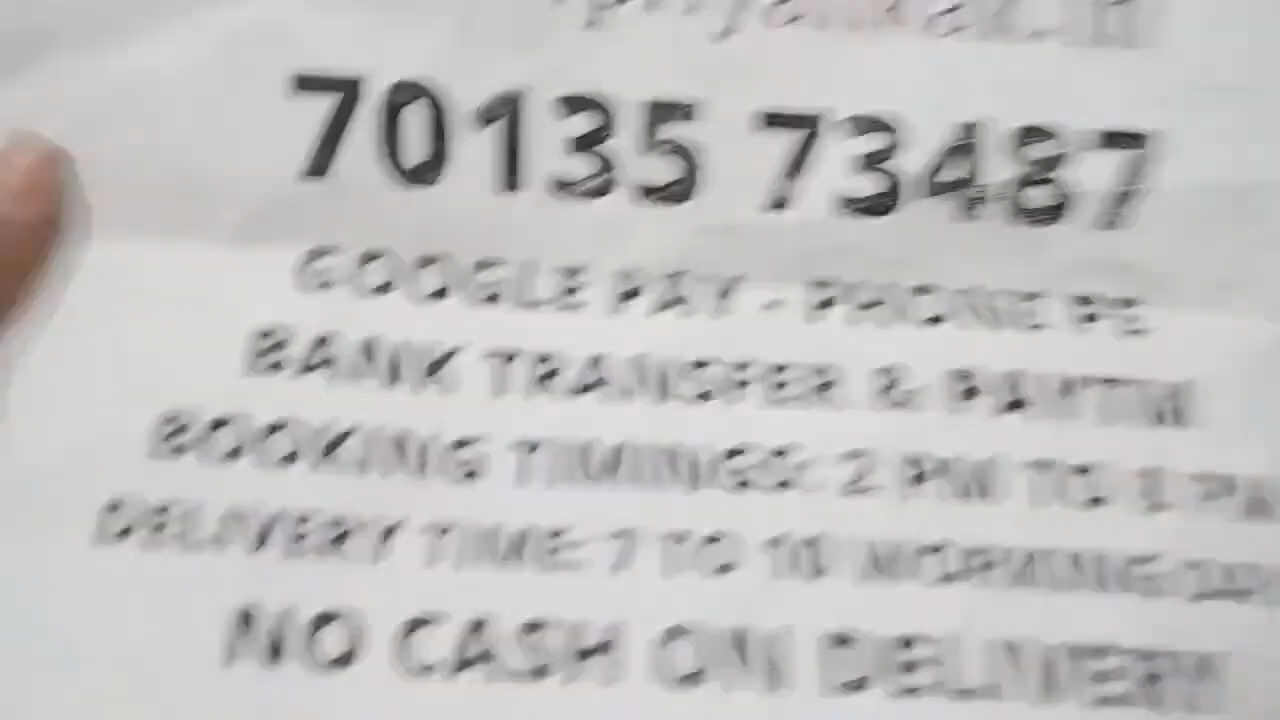 70135 73487
GOOGLE PAY - PHONE PE
BANK TRANSFER & PAYTM
BOOKING TIMINGS: 2 PM TO
DELIVERY TIME: 7 TO 10 MORNING
NO CASH ON DELIVERY